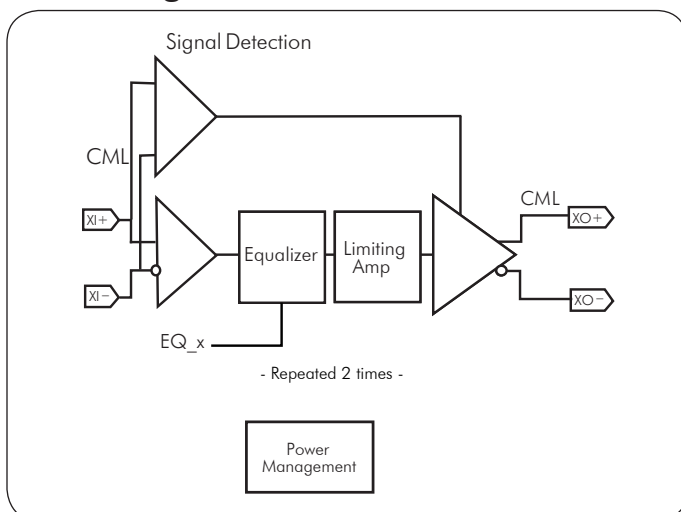 Signal Detection
CML
XI+
XI−
Equalizer
Limiting
Amp
CML
XO+
XO−
EQ_x
- Repeated 2 times -
Power
Management